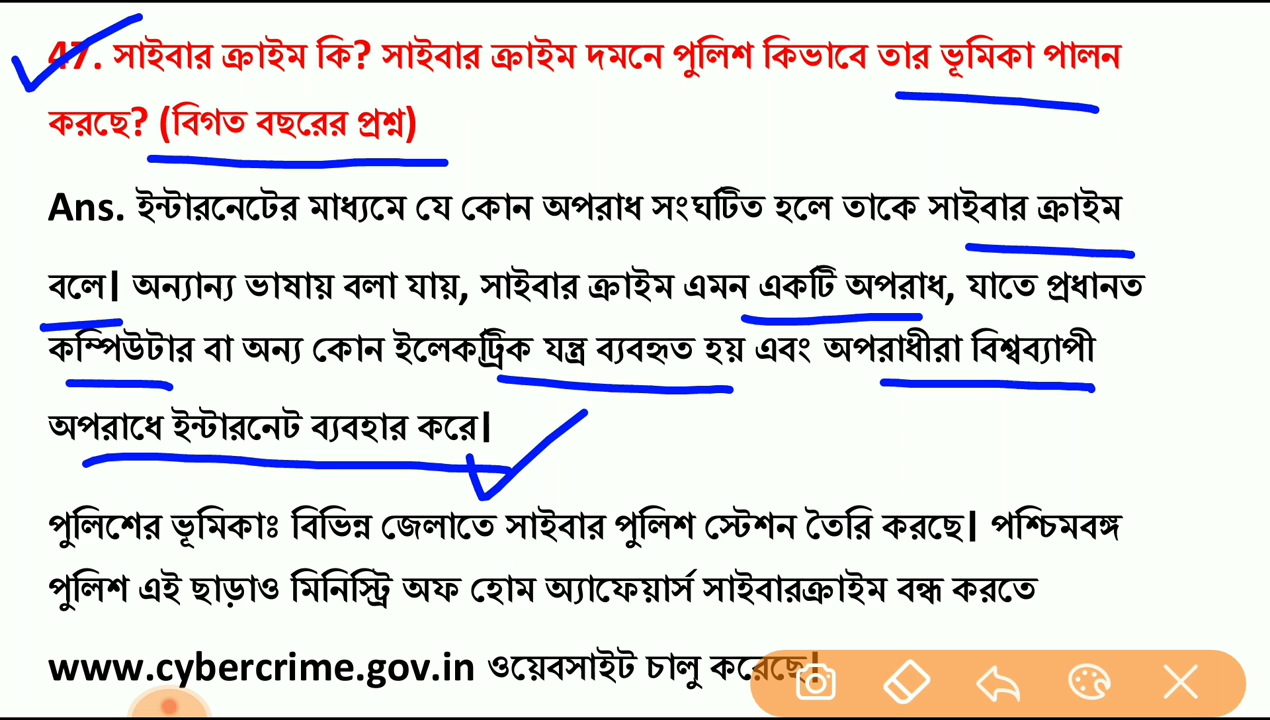 47. সাইবার ক্রাইম কি? সাইবার ক্রাইম দমনে পুলিশ কিভাবে তার ভূমিকা পালন
করছে? (বিগত বছরের প্রশ্ন)
Ans. ইন্টারনেটের মাধ্যমে যে কোন অপরাধ সংঘটিত হলে তাকে সাইবার ক্রাইম
বলে। অন্যান্য ভাষায় বলা যায়, সাইবার ক্রাইম এমন একটি অপরাধ, যাতে প্রধানত
কম্পিউটার বা অন্য কোন ইলেকট্রিক যন্ত্র ব্যবহৃত হয় এবং অপরাধীরা বিশ্বব্যাপী
অপরাধে ইন্টারনেট ব্যবহার করে।
পুলিশের ভূমিকাঃ বিভিন্ন জেলাতে সাইবার পুলিশ স্টেশন তৈরি করছে। পশ্চিমবঙ্গ
পুলিশ এই ছাড়াও মিনিস্ট্রি অফ হোম অ্যাফেয়ার্স সাইবারক্রাইম বন্ধ করতে
www.cybercrime.gov.in ওয়েবসাইট চালু করেছে।